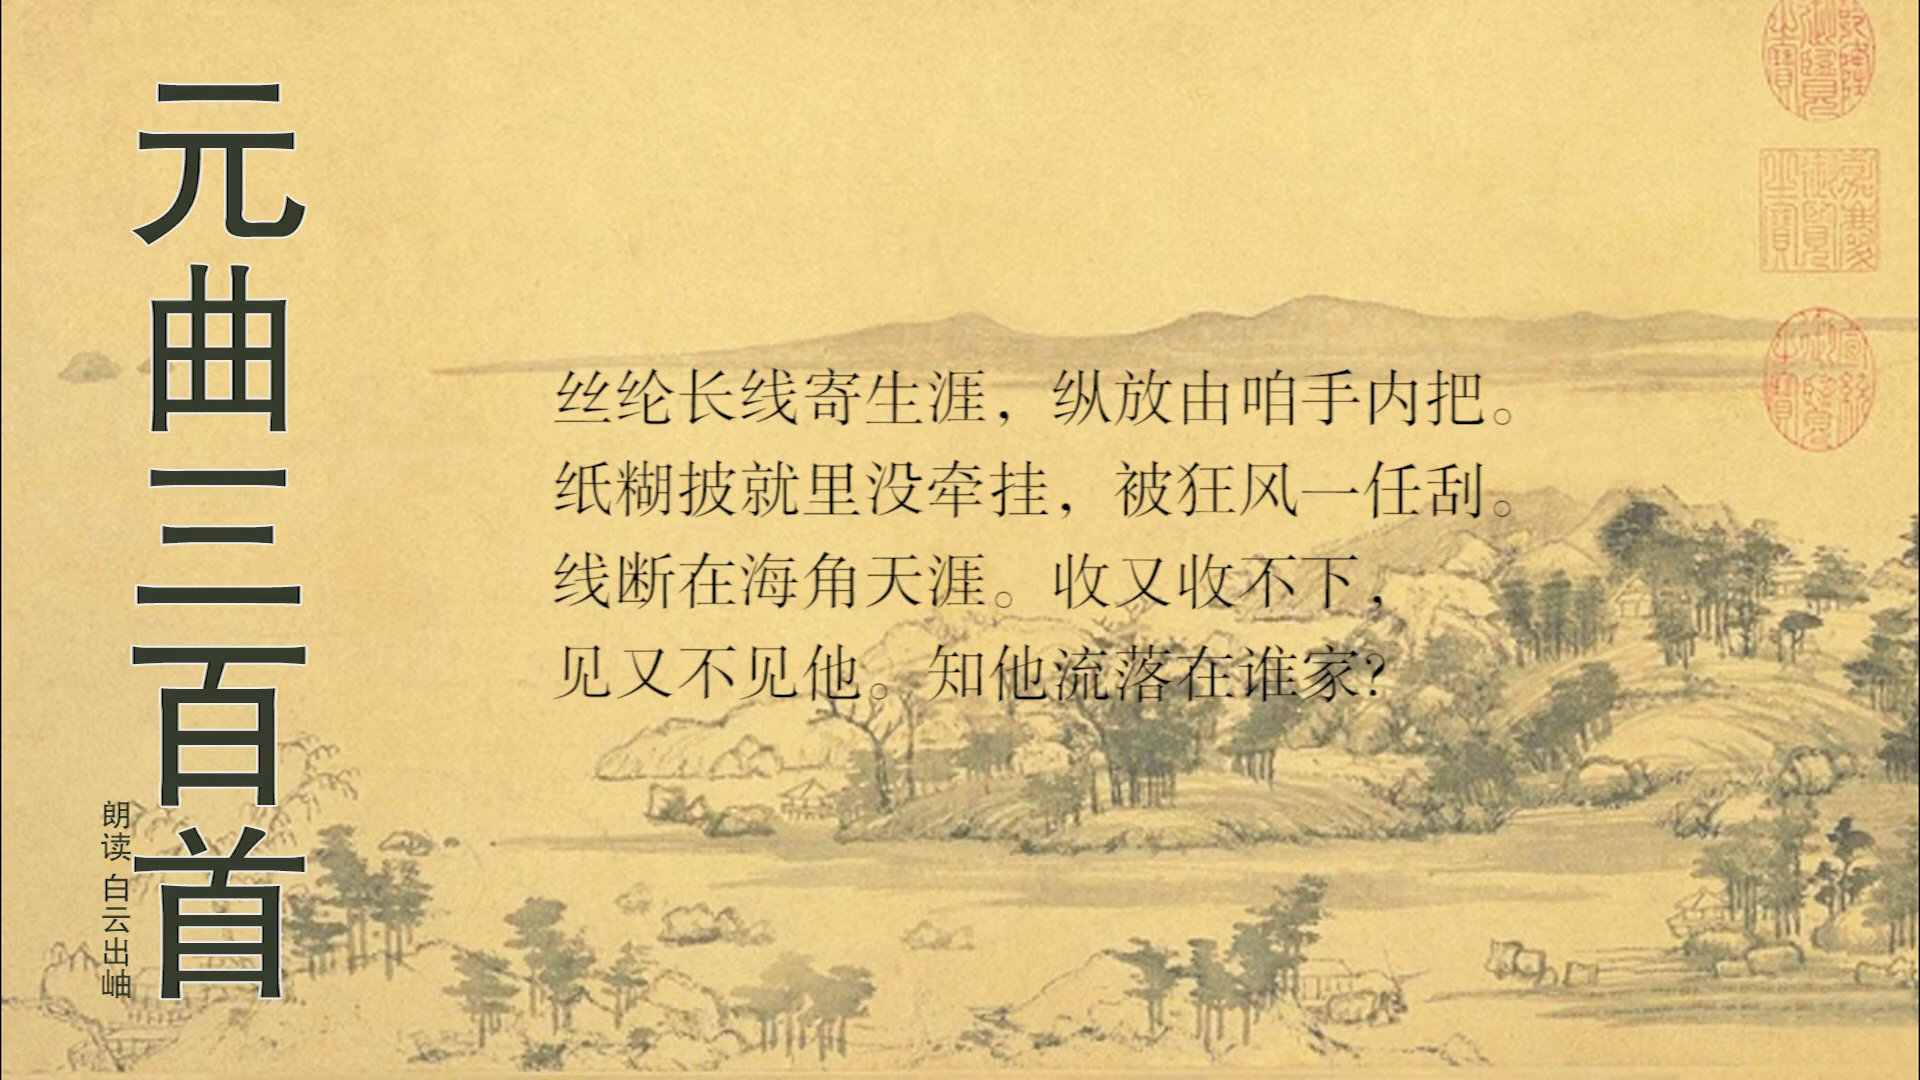 元曲三百首
朗读 白云出岫
丝纶长线寄生涯，纵放由咱手内把。
纸糊披就里没牵挂，被狂风一任刮。
线断在海角天涯。收又收不下，
见又不见他。知他流落在谁家?